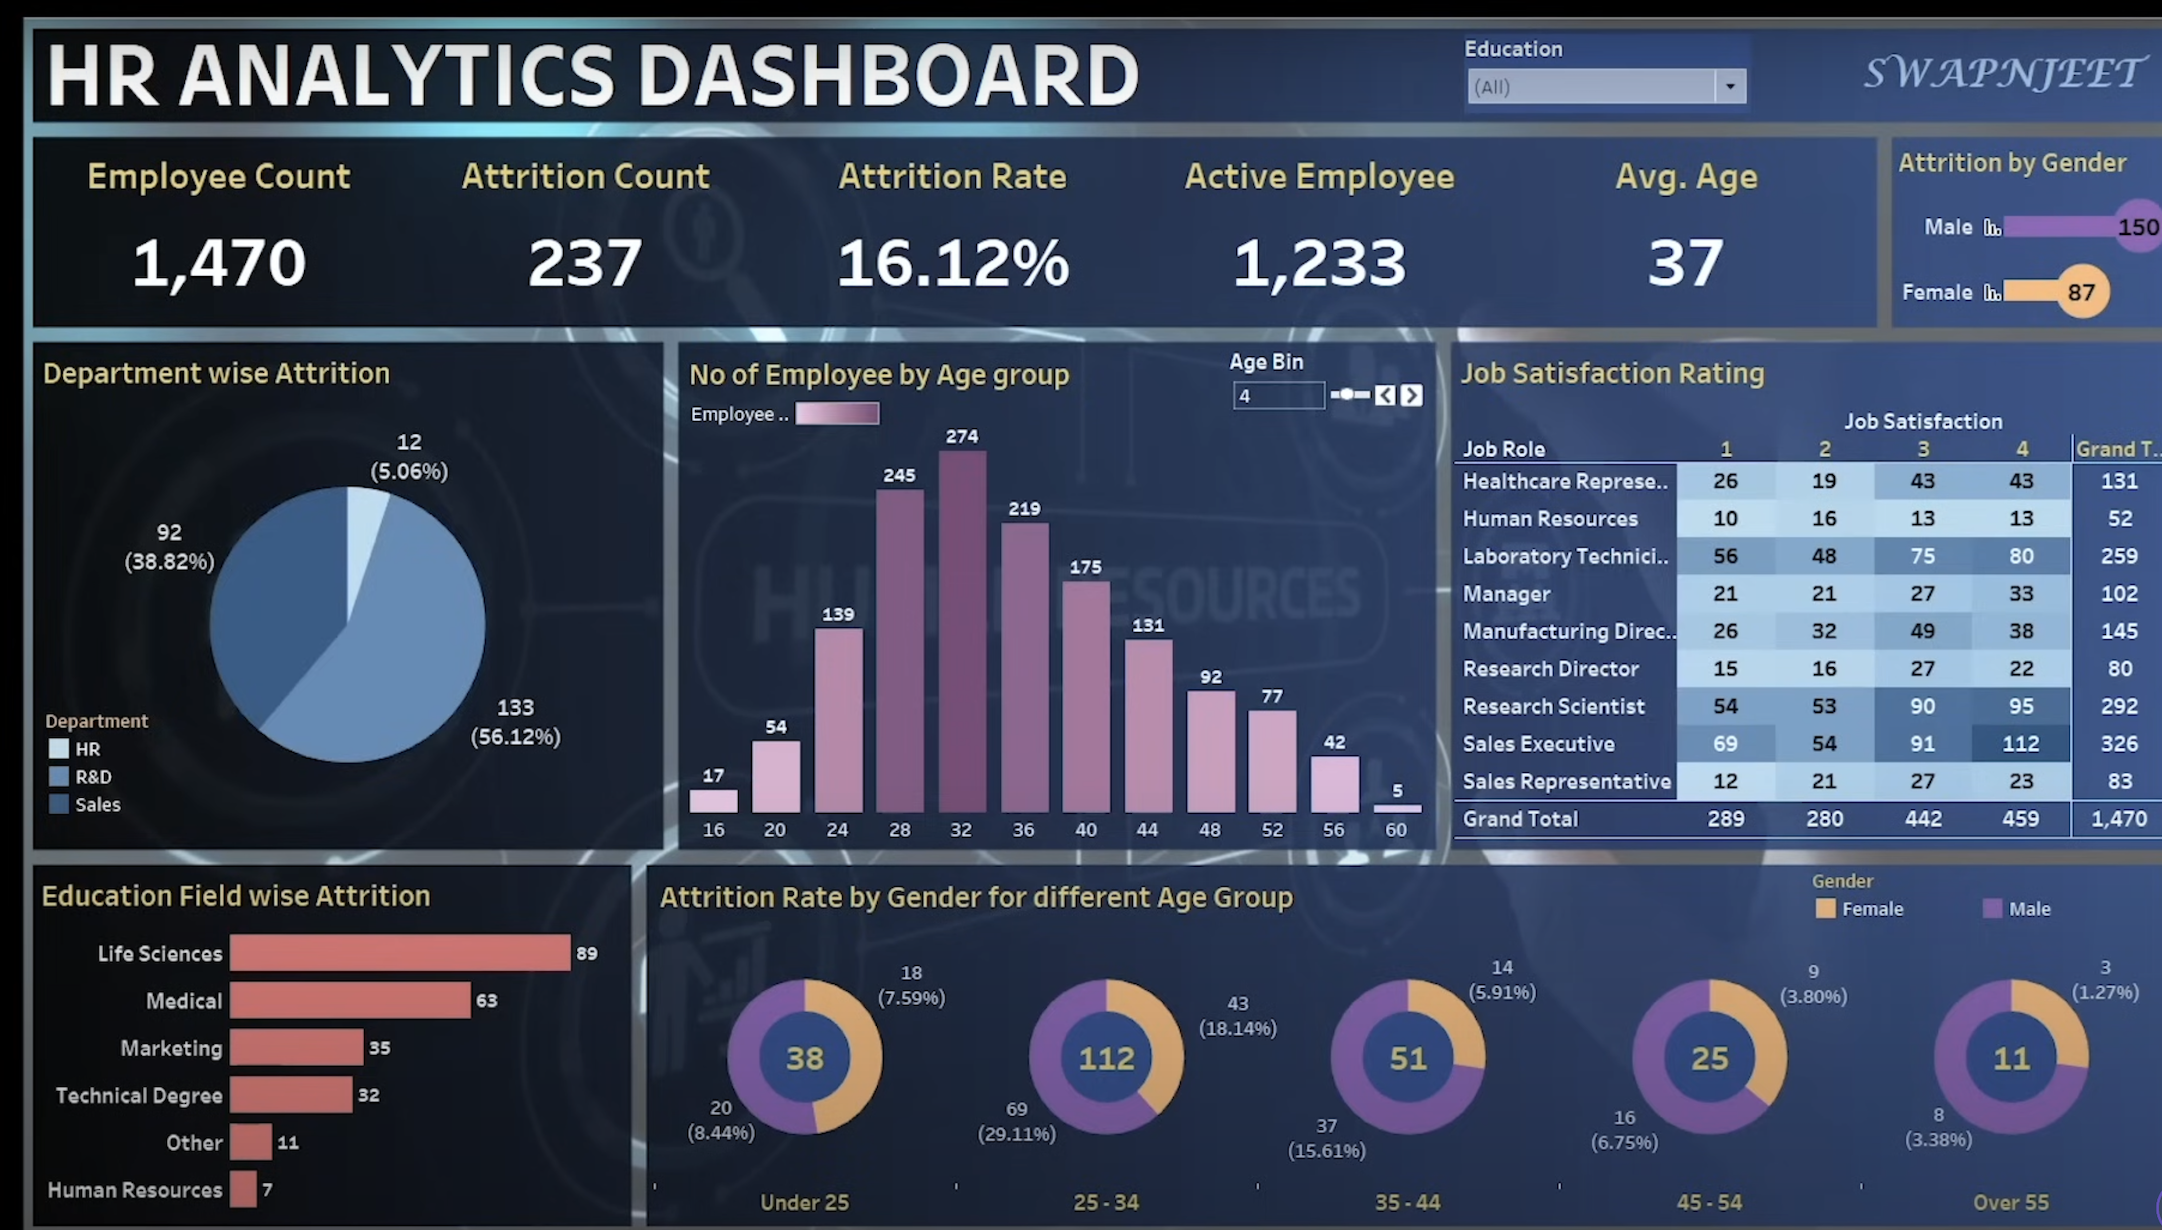 HR ANALYTICS DASHBOARD
Education
(All)
SWAPNJEET
Employee Count
1,470
Attrition Count
237
Attrition Rate
16.12%
Active Employee
1,233
Avg. Age
37
Attrition by Gender
Male 150
Female 87
Department wise Attrition
12
(5.06%)
92
(38.82%)
133
(56.12%)
Department
HR
R&D
Sales
No of Employee by Age group
Employee ..
Age Bin
4
17 54 139 245 274 219 175 131 92 77 42 5
16 20 24 28 32 36 40 44 48 52 56 60
HUMAN RESOURCES
Job Satisfaction Rating
Job Satisfaction
Job Role 1 2 3 4 Grand T..
Healthcare Represe.. 26 19 43 43 131
Human Resources 10 16 13 13 52
Laboratory Technici.. 56 48 75 80 259
Manager 21 21 27 33 102
Manufacturing Direc.. 26 32 49 38 145
Research Director 15 16 27 22 80
Research Scientist 54 53 90 95 292
Sales Executive 69 54 91 112 326
Sales Representative 12 21 27 23 83
Grand Total 289 280 442 459 1,470
Education Field wise Attrition
Life Sciences 89
Medical 63
Marketing 35
Technical Degree 32
Other 11
Human Resources 7
Attrition Rate by Gender for different Age Group
Gender
Female Male
18
(7.59%)
38
20
(8.44%)
Under 25
43
(18.14%)
112
69
(29.11%)
25 - 34
14
(5.91%)
51
37
(15.61%)
35 - 44
9
(3.80%)
25
16
(6.75%)
45 - 54
3
(1.27%)
11
8
(3.38%)
Over 55